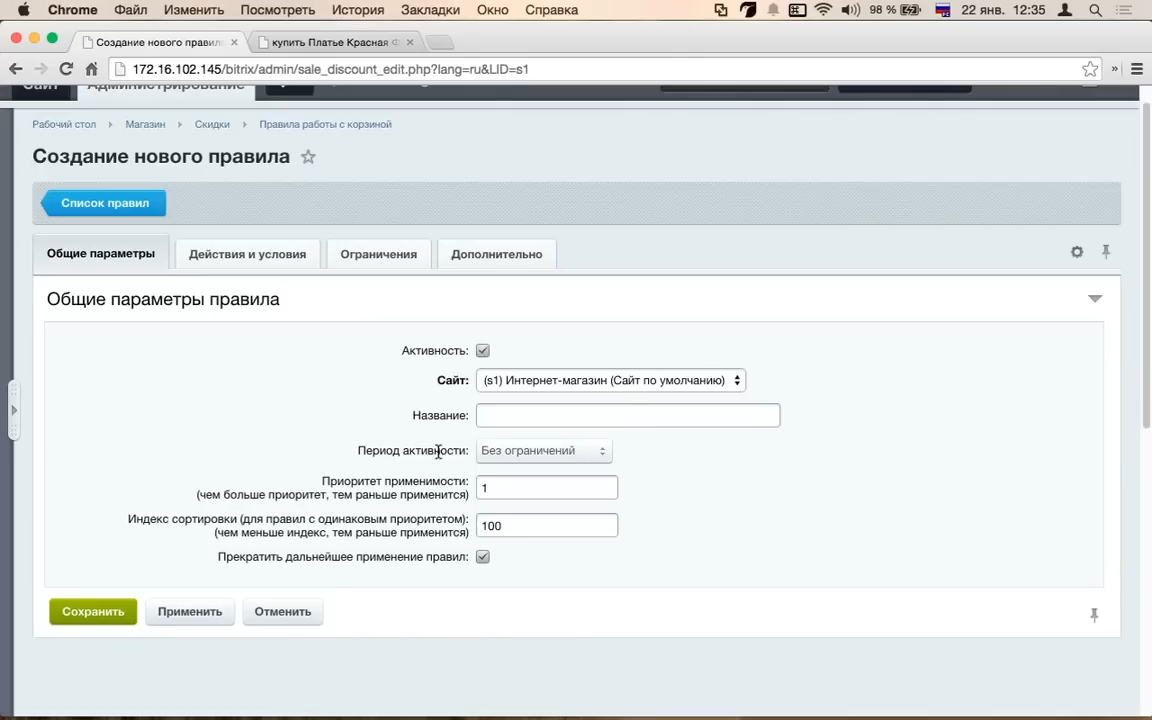 Chrome Файл Изменить Посмотреть История Закладки Окно Справка 98 % 22 янв. 12:35
Создание нового правил × купить Платье Красная Ф ×
172.16.102.145/bitrix/admin/sale_discount_edit.php?lang=ru&LID=s1 »
Сайт Администрирование
Рабочий стол Магазин Скидки Правила работы с корзиной
Создание нового правила
Список правил
Общие параметры Действия и условия Ограничения Дополнительно
Общие параметры правила
Активность:
Сайт: (s1) Интернет-магазин (Сайт по умолчанию)
Название:
Период активности: Без ограничений
Приоритет применимости:
(чем больше приоритет, тем раньше применится) 1
Индекс сортировки (для правил с одинаковым приоритетом):
(чем меньше индекс, тем раньше применится) 100
Прекратить дальнейшее применение правил:
Сохранить Применить Отменить